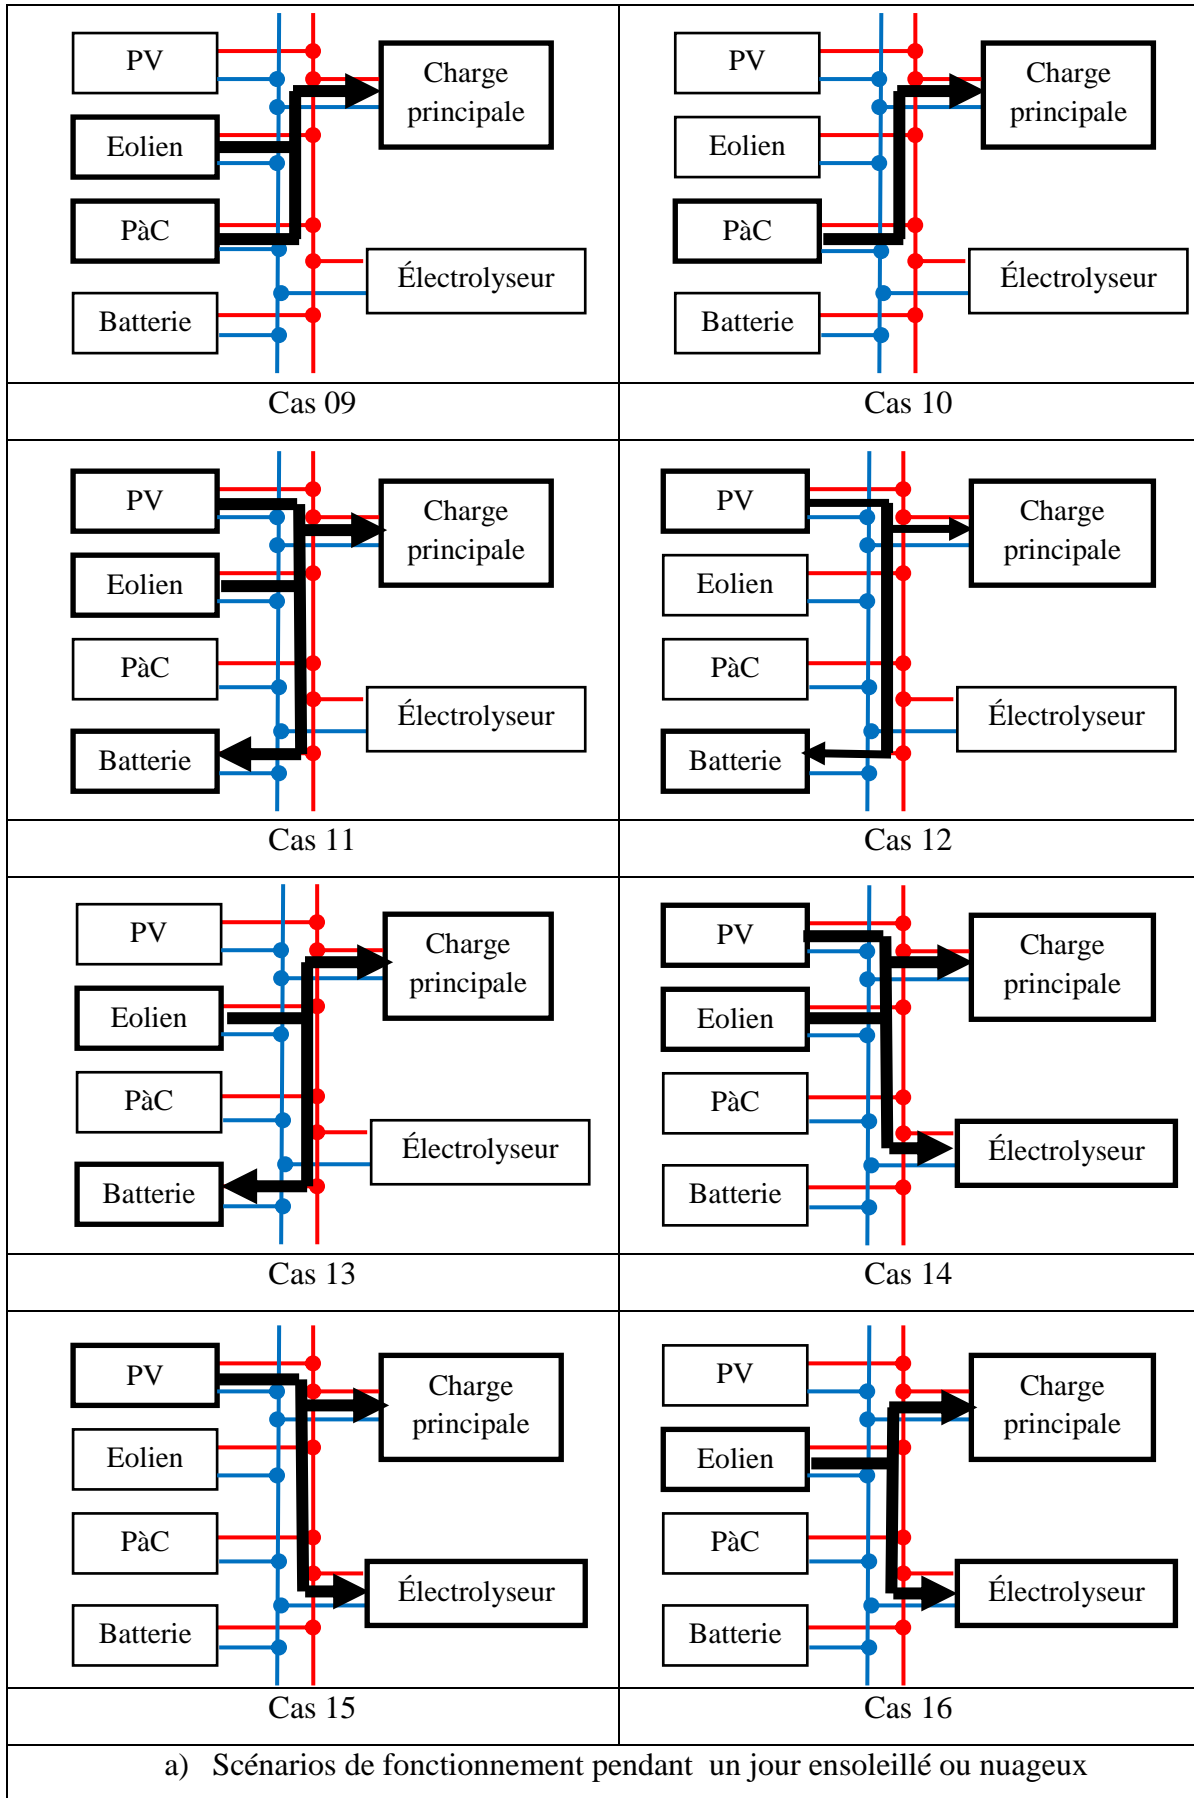 PV
Eolien
PàC
Batterie
Charge
principale
Électrolyseur
PV
Eolien
PàC
Batterie
Charge
principale
Électrolyseur
Cas 09
Cas 10
PV
Eolien
PàC
Batterie
Charge
principale
Électrolyseur
PV
Eolien
PàC
Batterie
Charge
principale
Électrolyseur
Cas 11
Cas 12
PV
Eolien
PàC
Batterie
Charge
principale
Électrolyseur
PV
Eolien
PàC
Batterie
Charge
principale
Électrolyseur
Cas 13
Cas 14
PV
Eolien
PàC
Batterie
Charge
principale
Électrolyseur
PV
Eolien
PàC
Batterie
Charge
principale
Électrolyseur
Cas 15
Cas 16
a) Scénarios de fonctionnement pendant un jour ensoleillé ou nuageux